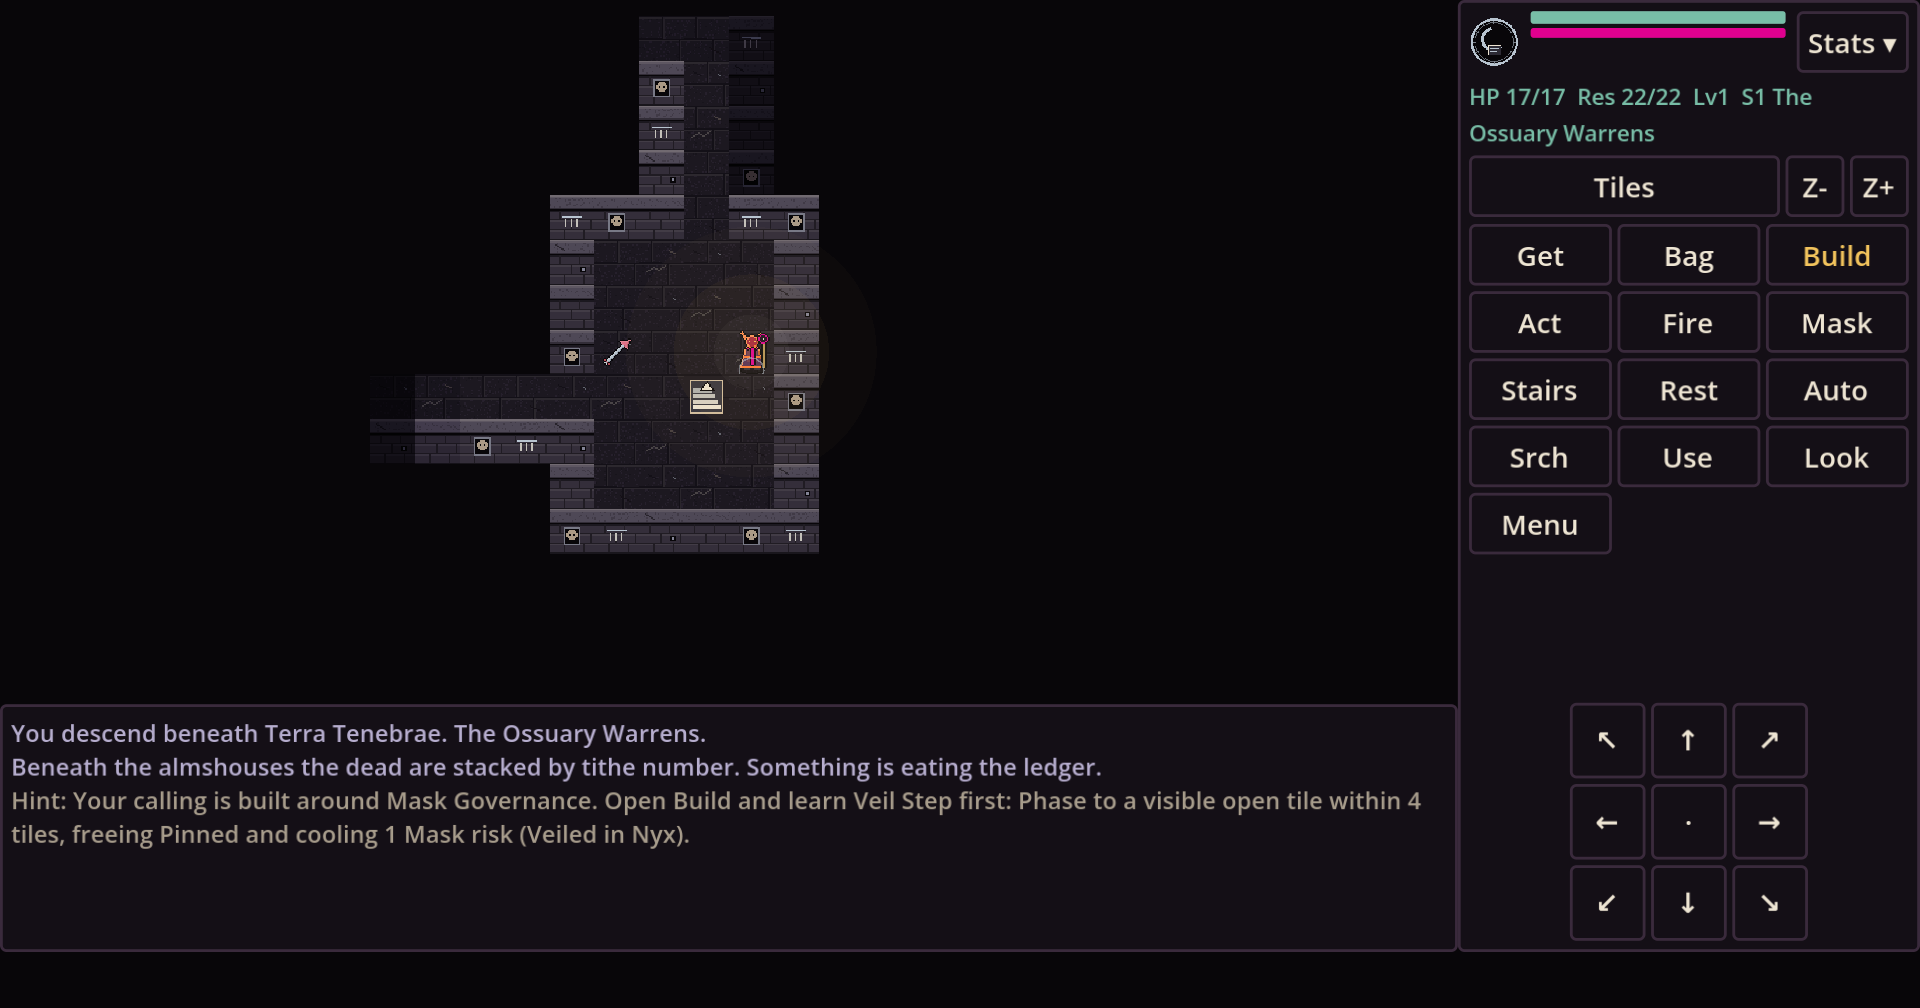 Stats ▾
HP 17/17 Res 22/22 Lv1 S1 The
Ossuary Warrens
Tiles
Z-
Z+
Get
Bag
Build
Act
Fire
Mask
Stairs
Rest
Auto
Srch
Use
Look
Menu
You descend beneath Terra Tenebrae. The Ossuary Warrens.
Beneath the almshouses the dead are stacked by tithe number. Something is eating the ledger.
Hint: Your calling is built around Mask Governance. Open Build and learn Veil Step first: Phase to a visible open tile within 4
tiles, freeing Pinned and cooling 1 Mask risk (Veiled in Nyx).
↖ ↑ ↗
← · →
↙ ↓ ↘